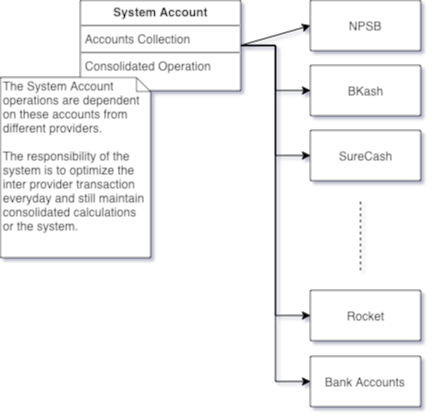 System Account
Accounts Collection
Consolidated Operation
The System Account
operations are dependent
on these accounts from
different providers.
The responsibility of the
system is to optimize the
inter provider transaction
everyday and still maintain
consolidated calculations
or the system.
NPSB
BKash
SureCash
Rocket
Bank Accounts